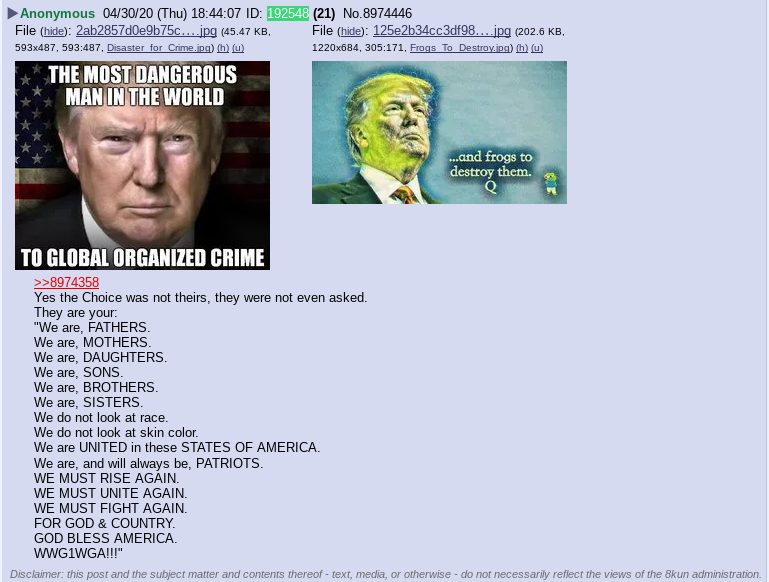 ▶Anonymous 04/30/20 (Thu) 18:44:07 ID: 192548 (21) No.8974446
File (hide): 2ab2857d0e9b75c….jpg (45.47 KB, 593x487, 593:487, Disaster_for_Crime.jpg) (h) (u)
File (hide): 125e2b34cc3df98….jpg (202.6 KB, 1220x684, 305:171, Frogs_To_Destroy.jpg) (h) (u)
THE MOST DANGEROUS
MAN IN THE WORLD
TO GLOBAL ORGANIZED CRIME
...and frogs to
destroy them.
Q
>>8974358
Yes the Choice was not theirs, they were not even asked.
They are your:
"We are, FATHERS.
We are, MOTHERS.
We are, DAUGHTERS.
We are, SONS.
We are, BROTHERS.
We are, SISTERS.
We do not look at race.
We do not look at skin color.
We are UNITED in these STATES OF AMERICA.
We are, and will always be, PATRIOTS.
WE MUST RISE AGAIN.
WE MUST UNITE AGAIN.
WE MUST FIGHT AGAIN.
FOR GOD & COUNTRY.
GOD BLESS AMERICA.
WWG1WGA!!!"
Disclaimer: this post and the subject matter and contents thereof - text, media, or otherwise - do not necessarily reflect the views of the 8kun administration.